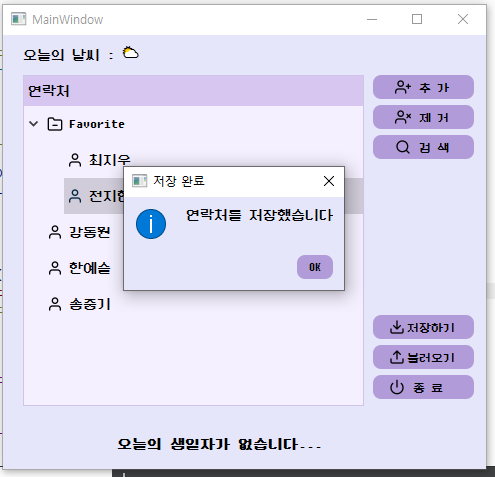 MainWindow
오늘의 날씨 :
연락처
추 가
제 거
검 색
Favorite
최지우
강동원
한예슬
송중기
저장 완료
연락처를 저장했습니다
OK
저장하기
불러오기
종 료
오늘의 생일자가 없습니다...